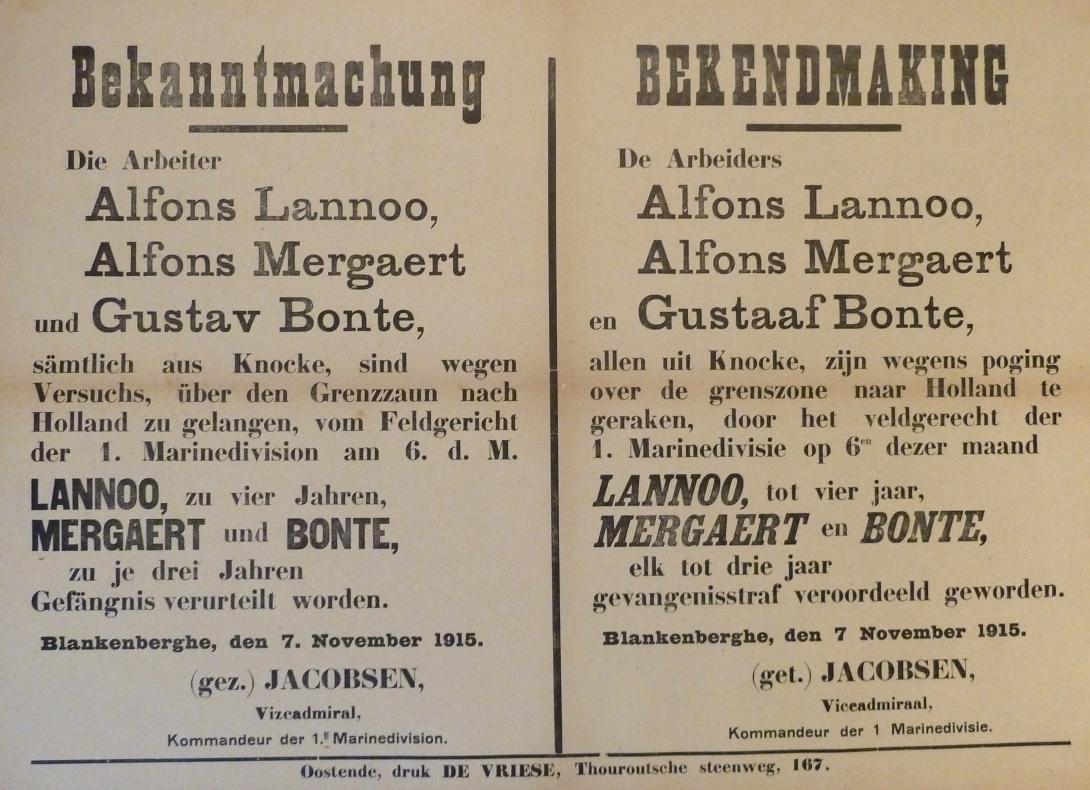 Bekanntmachung
Die Arbeiter
Alfons Lannoo,
Alfons Mergaert
und Gustav Bonte,
sämtlich aus Knocke, sind wegen
Versuchs, über den Grenzzaun nach
Holland zu gelangen, vom Feldgericht
der 1. Marinedivision am 6. d. M.
LANNOO, zu vier Jahren,
MERGAERT und BONTE,
zu je drei Jahren
Gefängnis verurteilt worden.
Blankenberghe, den 7. November 1915.
(gez.) JACOBSEN,
Vizeadmiral,
Kommandeur der 1.E Marinedivision.
BEKENDMAKING
De Arbeiders
Alfons Lannoo,
Alfons Mergaert
en Gustaaf Bonte,
allen uit Knocke, zijn wegens poging
over de grenszone naar Holland te
geraken, door het veldgerecht der
1. Marinedivisie op 6en dezer maand
LANNOO, tot vier jaar,
MERGAERT en BONTE,
elk tot drie jaar
gevangenisstraf veroordeeld geworden.
Blankenberghe, den 7 November 1915.
(get.) JACOBSEN,
Viceadmiraal,
Kommandeur der 1 Marinedivisie.
Oostende, druk DE VRIESE, Thouroutsche steenweg, 167.